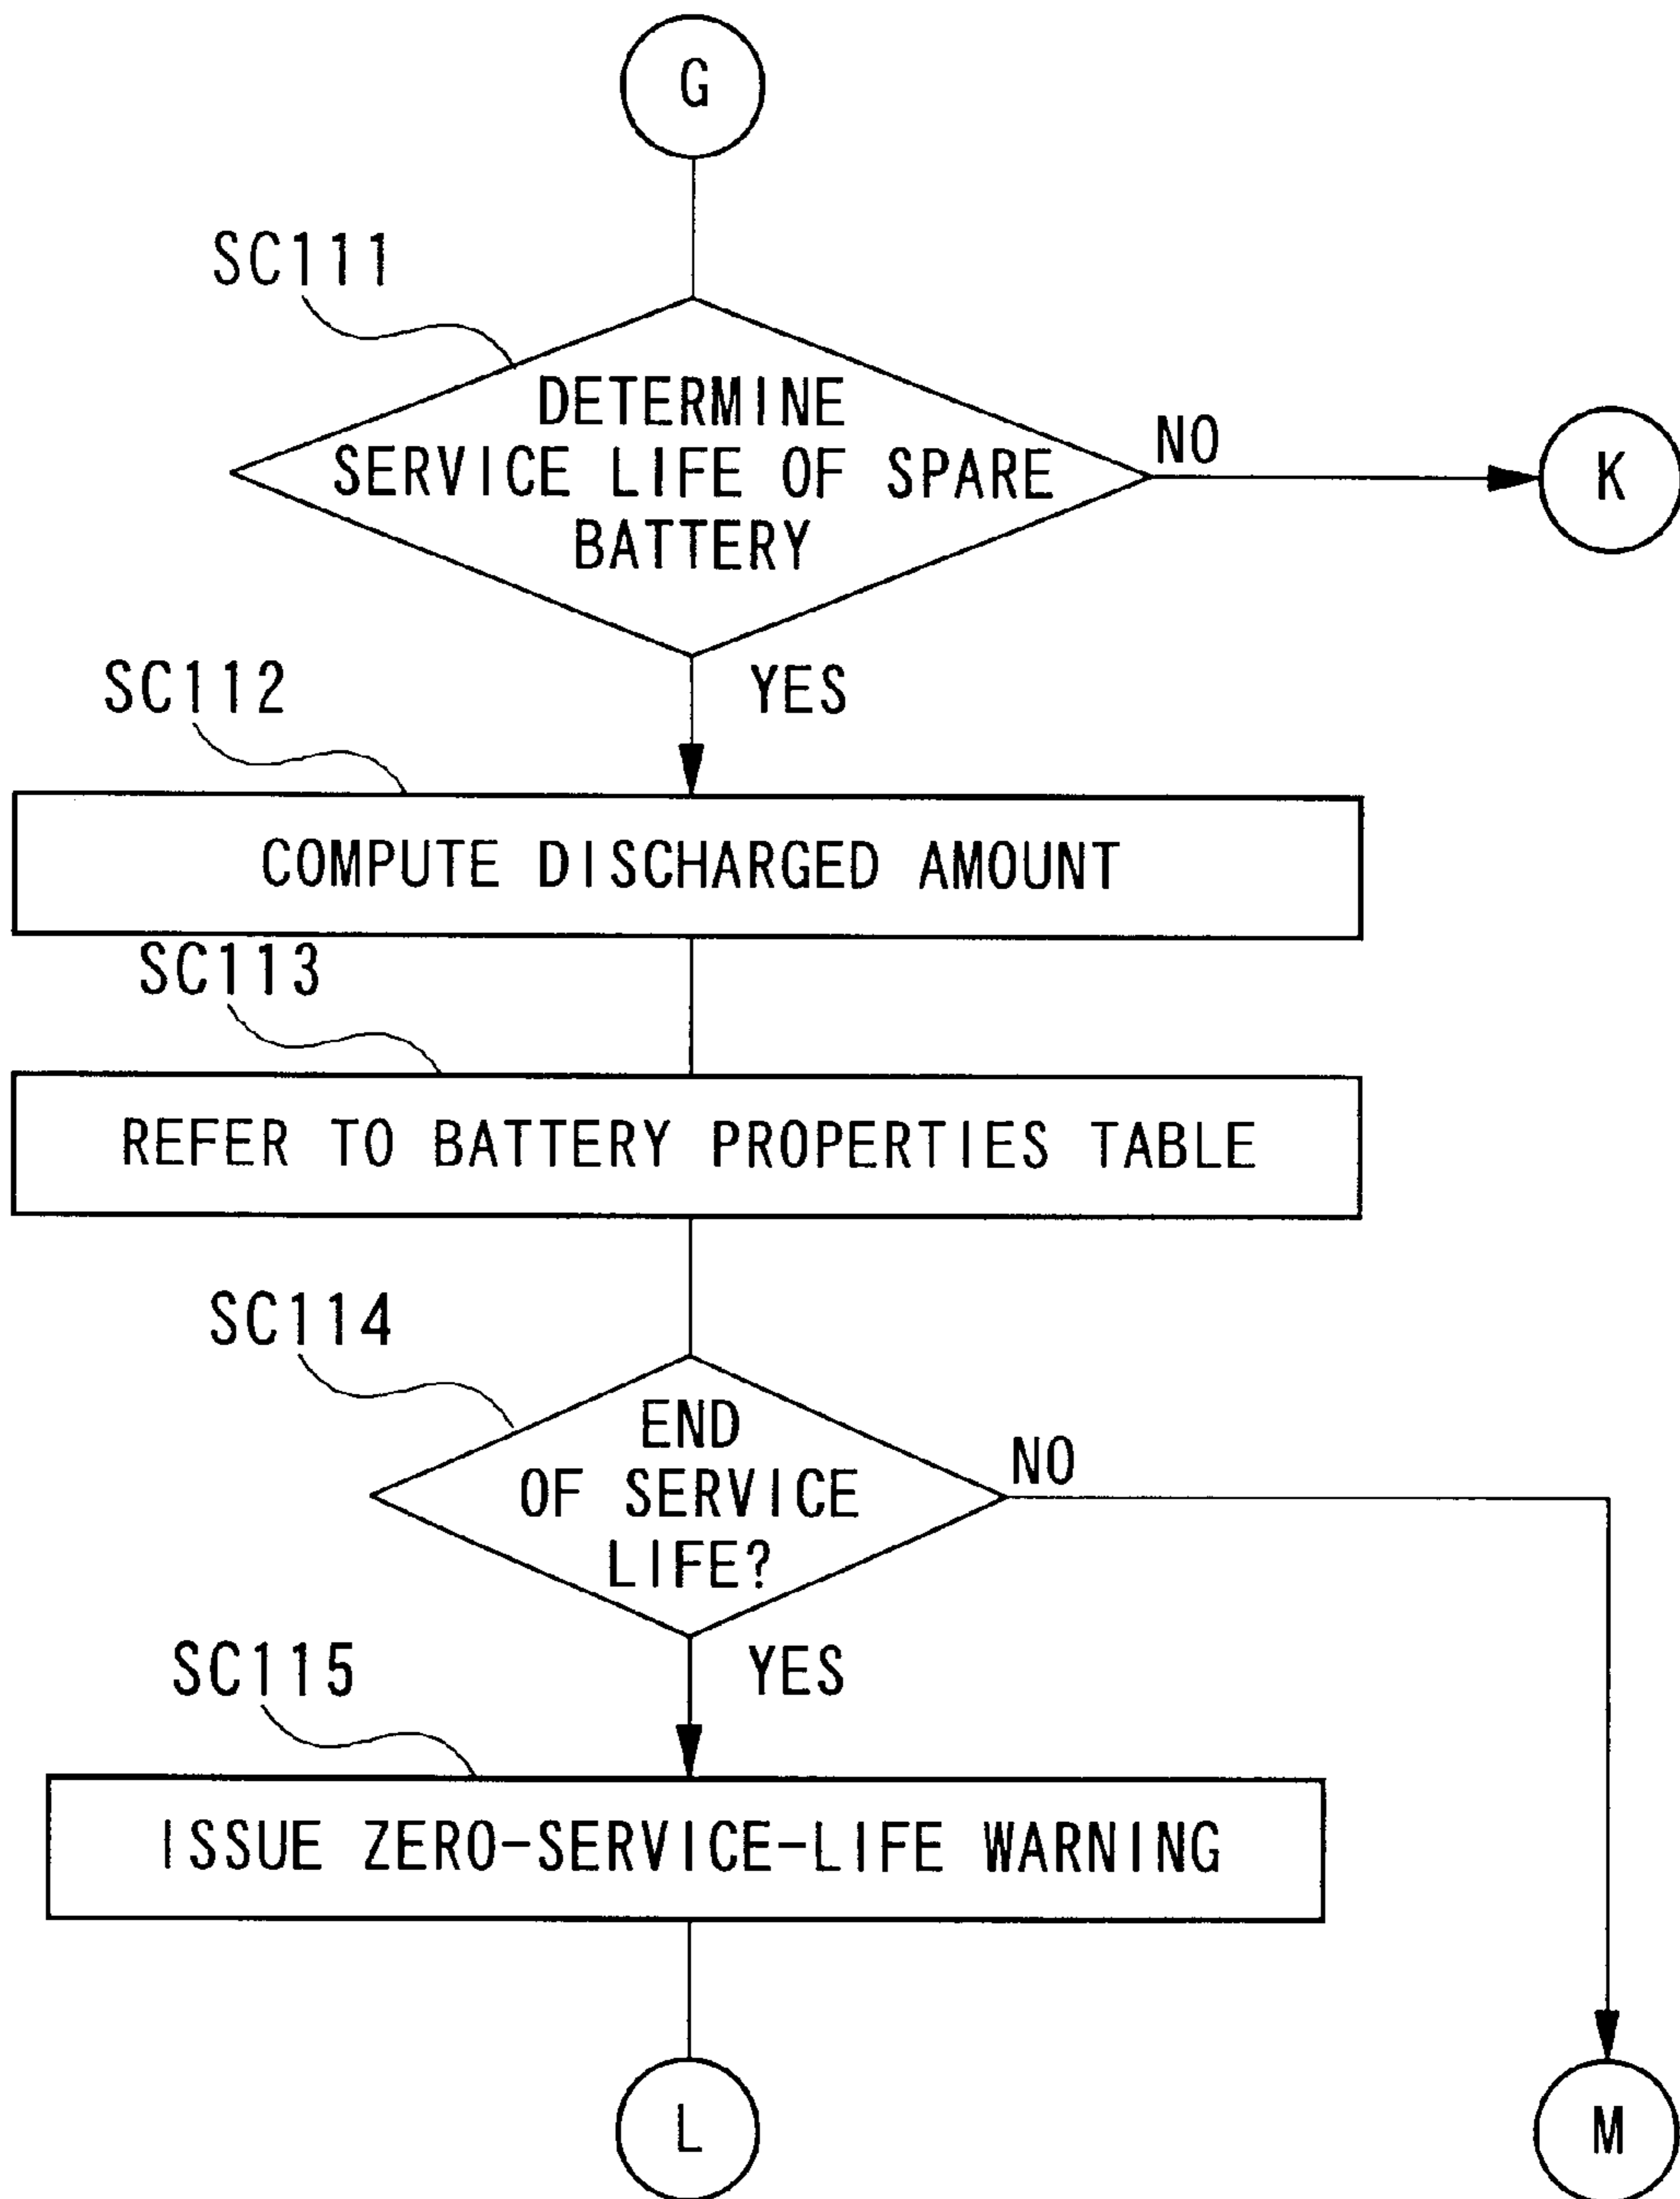 G
SC111
DETERMINE
SERVICE LIFE OF SPARE
BATTERY
NO
K
YES
SC112
COMPUTE DISCHARGED AMOUNT
SC113
REFER TO BATTERY PROPERTIES TABLE
SC114
END
OF SERVICE
LIFE?
NO
YES
SC115
ISSUE ZERO-SERVICE-LIFE WARNING
L
M